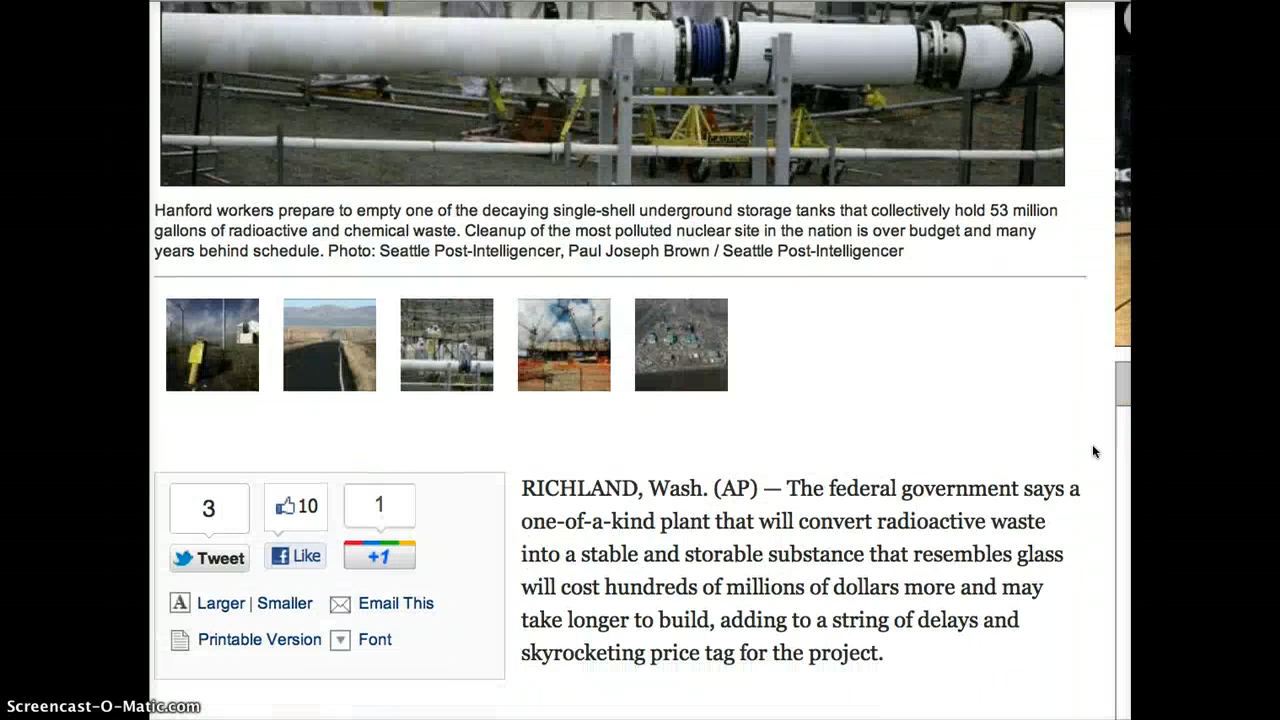 Hanford workers prepare to empty one of the decaying single-shell underground storage tanks that collectively hold 53 million
gallons of radioactive and chemical waste. Cleanup of the most polluted nuclear site in the nation is over budget and many
years behind schedule. Photo: Seattle Post-Intelligencer, Paul Joseph Brown / Seattle Post-Intelligencer
3
10
1
Tweet
Like
+1
A Larger | Smaller
Email This
Printable Version
Font
RICHLAND, Wash. (AP) — The federal government says a
one-of-a-kind plant that will convert radioactive waste
into a stable and storable substance that resembles glass
will cost hundreds of millions of dollars more and may
take longer to build, adding to a string of delays and
skyrocketing price tag for the project.
Screencast-O-Matic.com